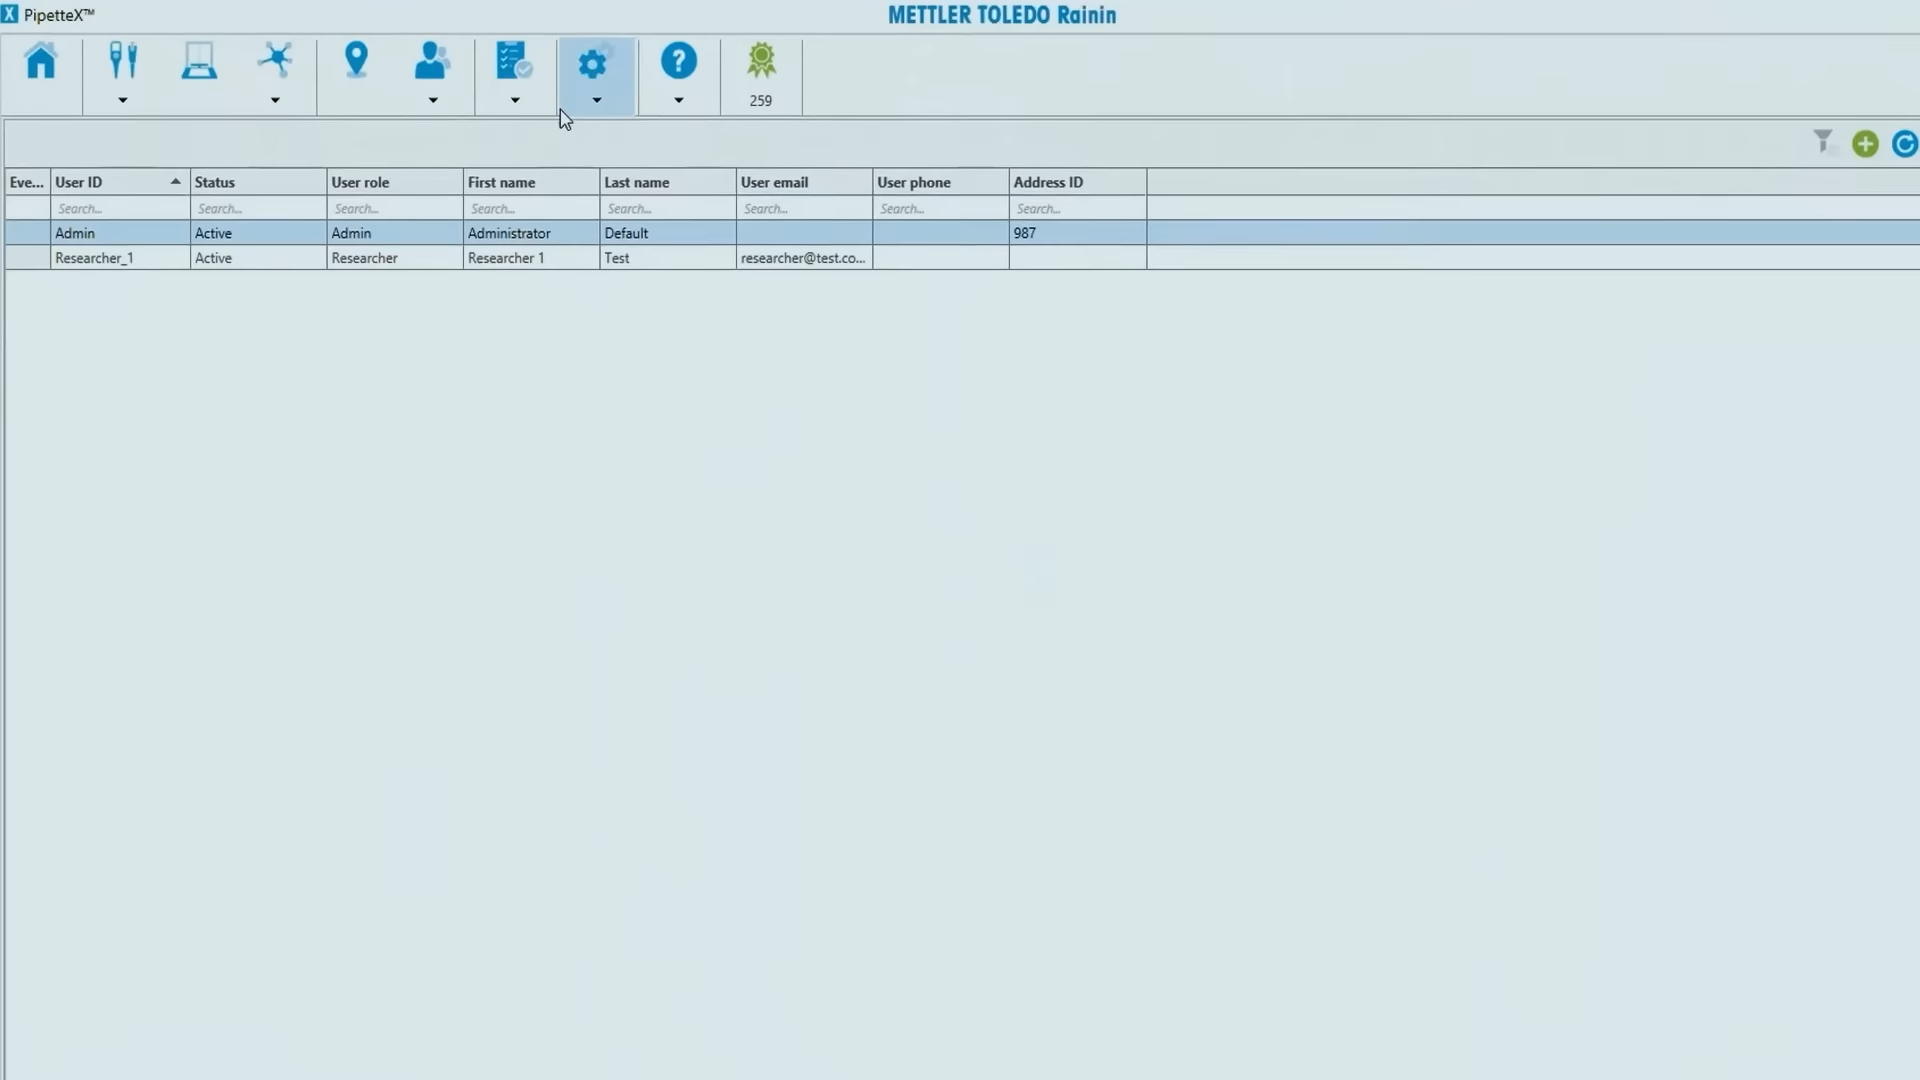 X PipetteX™
METTLER TOLEDO Rainin
?
259
Eve... User ID Status User role First name Last name User email User phone Address ID
Search... Search... Search... Search... Search... Search... Search... Search...
Admin Active Admin Administrator Default 987
Researcher_1 Active Researcher Researcher 1 Test researcher@test.co...